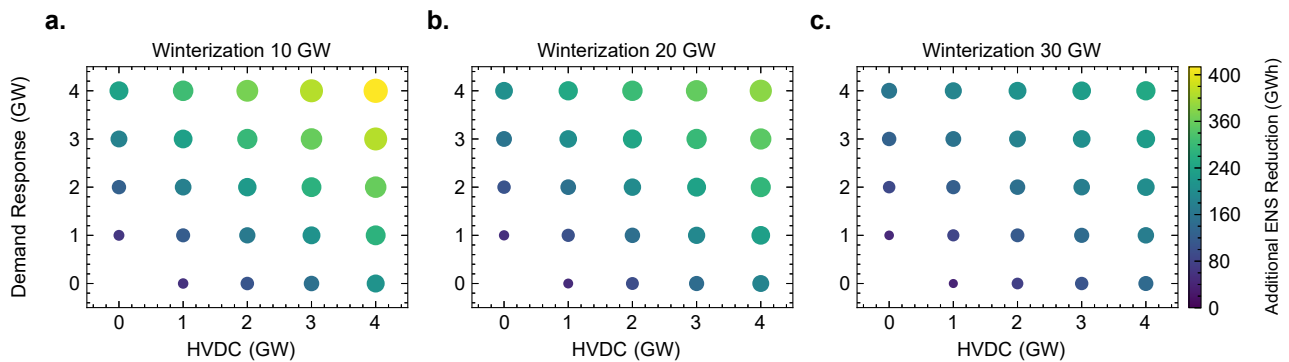 a.
b.
c.
Winterization 10 GW
Winterization 20 GW
Winterization 30 GW
Demand Response (GW)
4
3
2
1
0
0 1 2 3 4
HVDC (GW)
4
3
2
1
0
0 1 2 3 4
HVDC (GW)
4
3
2
1
0
0 1 2 3 4
HVDC (GW)
400
360
240
160
80
0
Additional ENS Reduction (GWh)